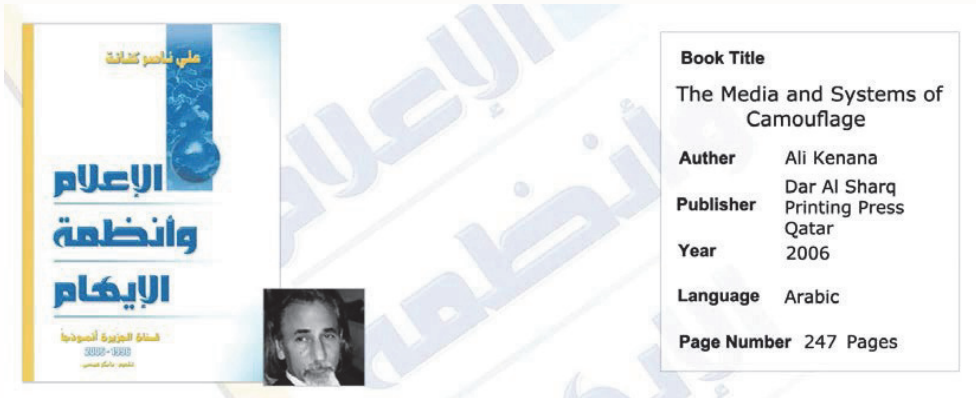 علي ناصر كنانة
الإعلام
وأنظمة
الإيهام
قناة الجزيرة أنموذجاً
2006-1996
Book Title
The Media and Systems of
Camouflage
Auther Ali Kenana
Publisher Dar Al Sharq
Printing Press
Qatar
Year 2006
Language Arabic
Page Number 247 Pages